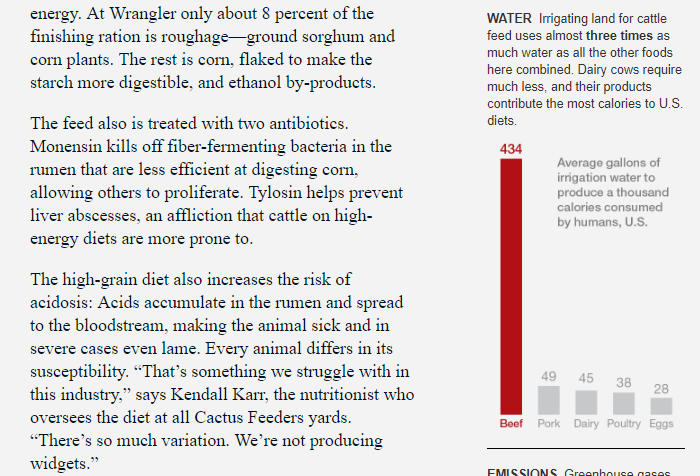 energy. At Wrangler only about 8 percent of the
finishing ration is roughage—ground sorghum and
corn plants. The rest is corn, flaked to make the
starch more digestible, and ethanol by-products.
The feed also is treated with two antibiotics.
Monensin kills off fiber-fermenting bacteria in the
rumen that are less efficient at digesting corn,
allowing others to proliferate. Tylosin helps prevent
liver abscesses, an affliction that cattle on high-
energy diets are more prone to.
The high-grain diet also increases the risk of
acidosis: Acids accumulate in the rumen and spread
to the bloodstream, making the animal sick and in
severe cases even lame. Every animal differs in its
susceptibility. “That’s something we struggle with in
this industry,” says Kendall Karr, the nutritionist who
oversees the diet at all Cactus Feeders yards.
“There’s so much variation. We’re not producing
widgets.”
WATER Irrigating land for cattle
feed uses almost three times as
much water as all the other foods
here combined. Dairy cows require
much less, and their products
contribute the most calories to U.S.
diets.
434
Average gallons of
irrigation water to
produce a thousand
calories consumed
by humans, U.S.
49 45 38 28
Beef Pork Dairy Poultry Eggs
EMISSIONS Greenhouse gases